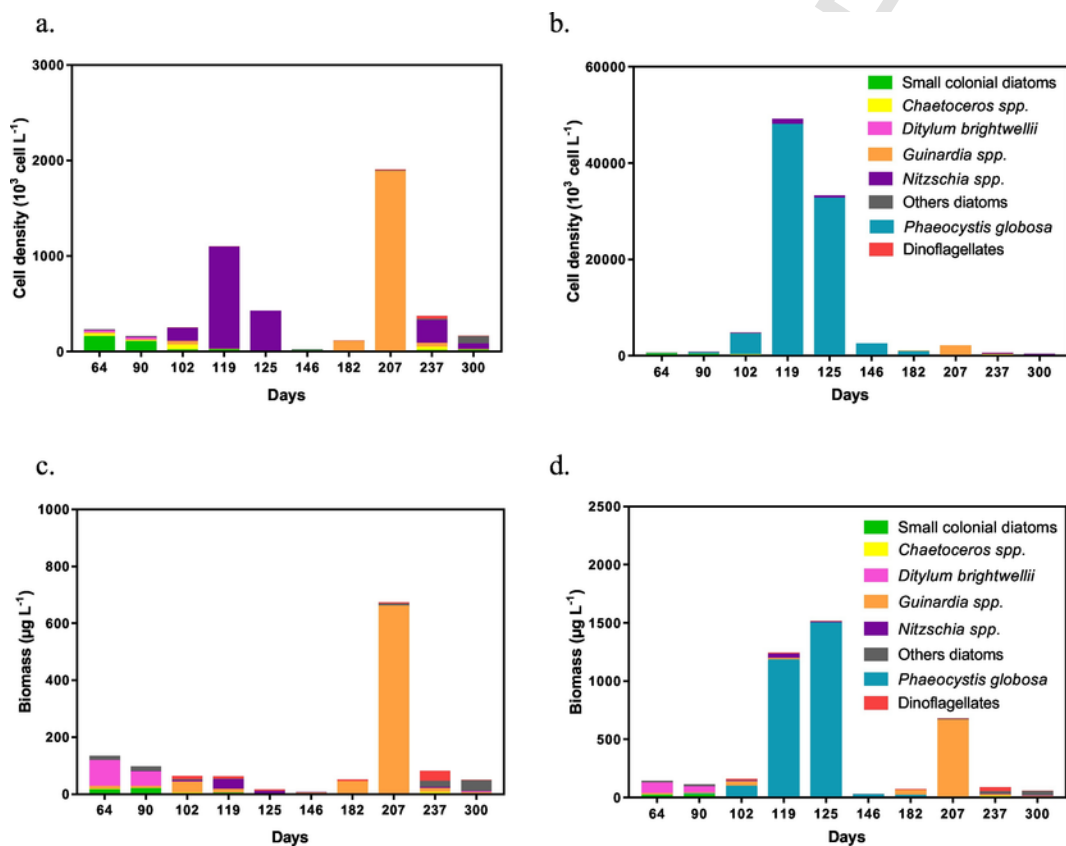 a.
3000
2000
1000
0
Cell density (10³ cell L⁻¹)
64 90 102 119 125 146 182 207 237 300
Days
b.
60000
40000
20000
0
Cell density (10³ cell L⁻¹)
Small colonial diatoms
Chaetoceros spp.
Ditylum brightwellii
Guinardia spp.
Nitzschia spp.
Others diatoms
Phaeocystis globosa
Dinoflagellates
64 90 102 119 125 146 182 207 237 300
Days
c.
1000
800
600
400
200
0
Biomass (µg L⁻¹)
64 90 102 119 125 146 182 207 237 300
Days
d.
2500
2000
1500
1000
500
0
Biomass (µg L⁻¹)
Small colonial diatoms
Chaetoceros spp.
Ditylum brightwellii
Guinardia spp.
Nitzschia spp.
Others diatoms
Phaeocystis globosa
Dinoflagellates
64 90 102 119 125 146 182 207 237 300
Days